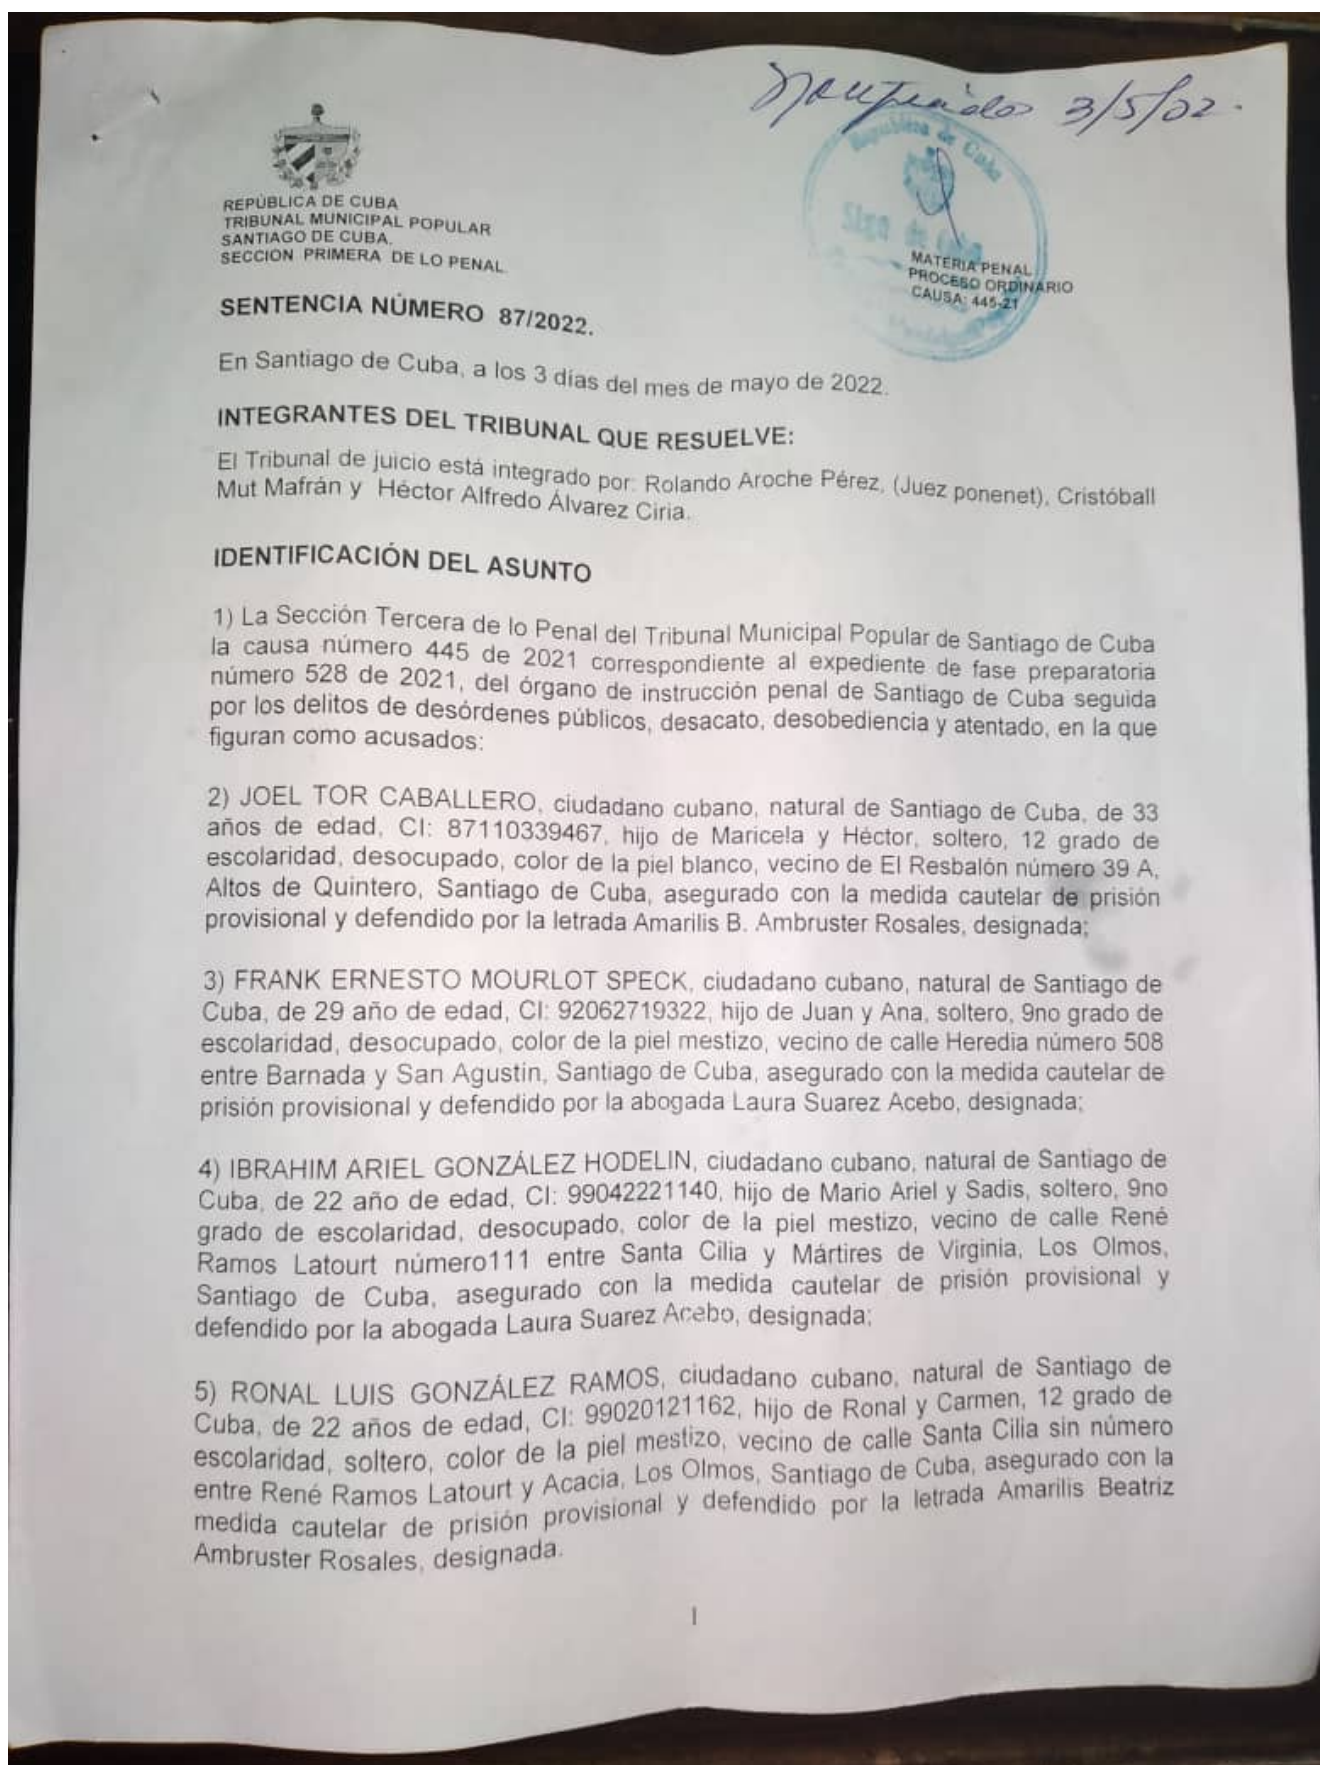 Notificado 3/5/22.
República de Cuba
Stgo de Cuba
REPÚBLICA DE CUBA
TRIBUNAL MUNICIPAL POPULAR
SANTIAGO DE CUBA.
SECCION PRIMERA DE LO PENAL.
MATERIA PENAL
PROCESO ORDINARIO
CAUSA: 445-21
SENTENCIA NÚMERO 87/2022.
En Santiago de Cuba, a los 3 días del mes de mayo de 2022.
INTEGRANTES DEL TRIBUNAL QUE RESUELVE:
El Tribunal de juicio está integrado por: Rolando Aroche Pérez, (Juez ponenet), Cristóball
Mut Mafrán y Héctor Alfredo Álvarez Ciria.
IDENTIFICACIÓN DEL ASUNTO
1) La Sección Tercera de lo Penal del Tribunal Municipal Popular de Santiago de Cuba
la causa número 445 de 2021 correspondiente al expediente de fase preparatoria
número 528 de 2021, del órgano de instrucción penal de Santiago de Cuba seguida
por los delitos de desórdenes públicos, desacato, desobediencia y atentado, en la que
figuran como acusados:
2) JOEL TOR CABALLERO, ciudadano cubano, natural de Santiago de Cuba, de 33
años de edad, CI: 87110339467, hijo de Maricela y Héctor, soltero, 12 grado de
escolaridad, desocupado, color de la piel blanco, vecino de El Resbalón número 39 A,
Altos de Quintero, Santiago de Cuba, asegurado con la medida cautelar de prisión
provisional y defendido por la letrada Amarilis B. Ambruster Rosales, designada;
3) FRANK ERNESTO MOURLOT SPECK, ciudadano cubano, natural de Santiago de
Cuba, de 29 año de edad, CI: 92062719322, hijo de Juan y Ana, soltero, 9no grado de
escolaridad, desocupado, color de la piel mestizo, vecino de calle Heredia número 508
entre Barnada y San Agustin, Santiago de Cuba, asegurado con la medida cautelar de
prisión provisional y defendido por la abogada Laura Suarez Acebo, designada;
4) IBRAHIM ARIEL GONZÁLEZ HODELIN, ciudadano cubano, natural de Santiago de
Cuba, de 22 año de edad, CI: 99042221140, hijo de Mario Ariel y Sadis, soltero, 9no
grado de escolaridad, desocupado, color de la piel mestizo, vecino de calle René
Ramos Latourt número111 entre Santa Cilia y Mártires de Virginia, Los Olmos,
Santiago de Cuba, asegurado con la medida cautelar de prisión provisional y
defendido por la abogada Laura Suarez Acebo, designada;
5) RONAL LUIS GONZÁLEZ RAMOS, ciudadano cubano, natural de Santiago de
Cuba, de 22 años de edad, CI: 99020121162, hijo de Ronal y Carmen, 12 grado de
escolaridad, soltero, color de la piel mestizo, vecino de calle Santa Cilia sin número
entre René Ramos Latourt y Acacia, Los Olmos, Santiago de Cuba, asegurado con la
medida cautelar de prisión provisional y defendido por la letrada Amarilis Beatriz
Ambruster Rosales, designada.
1